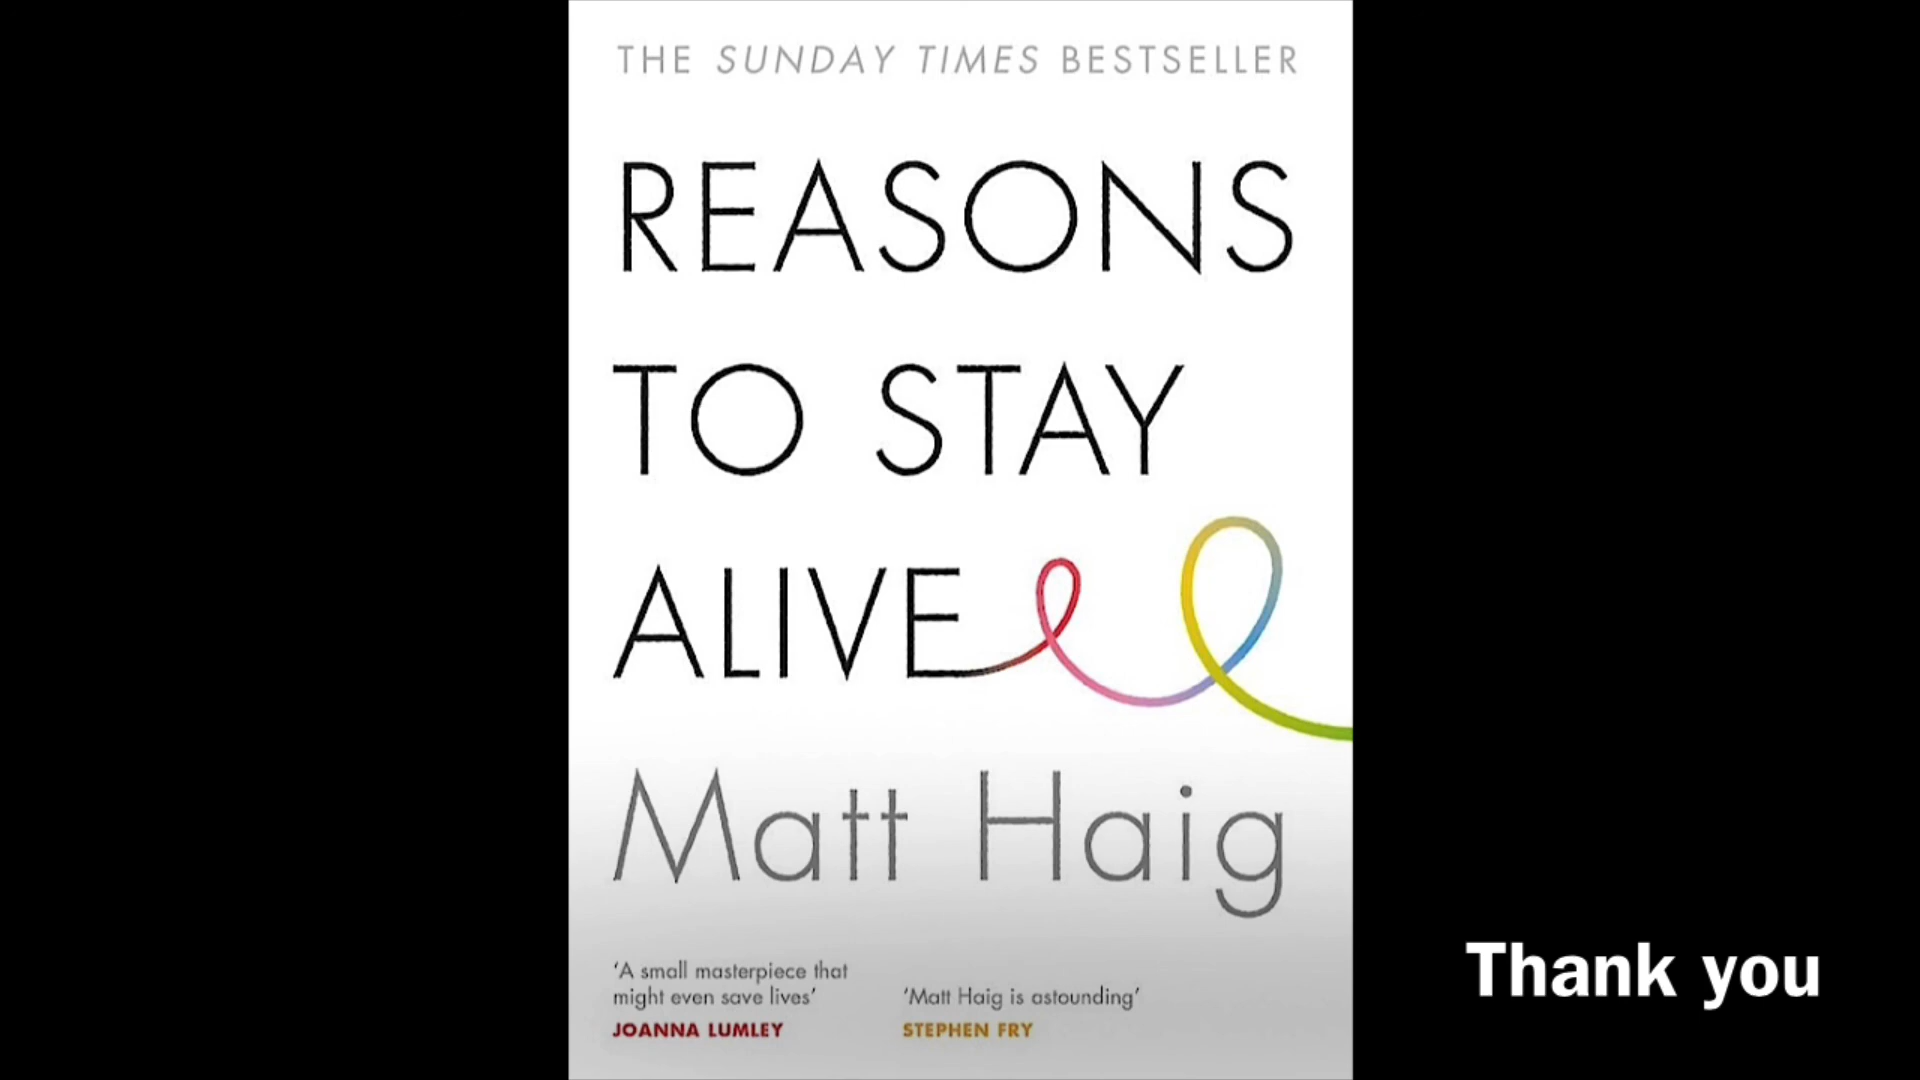 THE SUNDAY TIMES BESTSELLER
REASONS
TO STAY
ALIVE
Matt Haig
‘A small masterpiece that
might even save lives’
JOANNA LUMLEY
‘Matt Haig is astounding’
STEPHEN FRY
Thank you